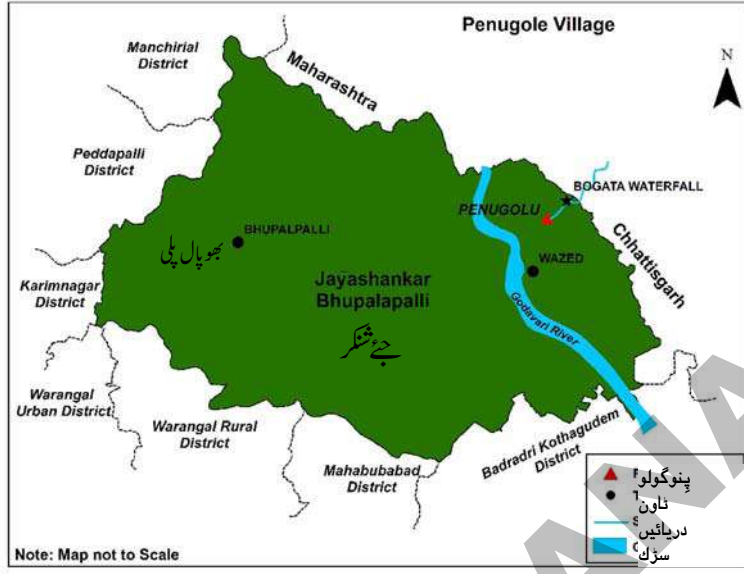 Penugole Village
N
Manchirial
District
Maharashtra
Peddapalli
District
BOGATA WATERFALL
PENUGOLU
Chhattisgarh
BHUPALPALLI
بھوپال پلی
WAZED
Karimnagar
District
Jayashankar
Bhupalapalli
جئے شنکر
Godavari River
Warangal
Urban District
Warangal Rural
District
Mahabubabad
District
Badradri Kothagudem
District
پنوگولو
ٹاون
دریائیں
سڑک
Note: Map not to Scale